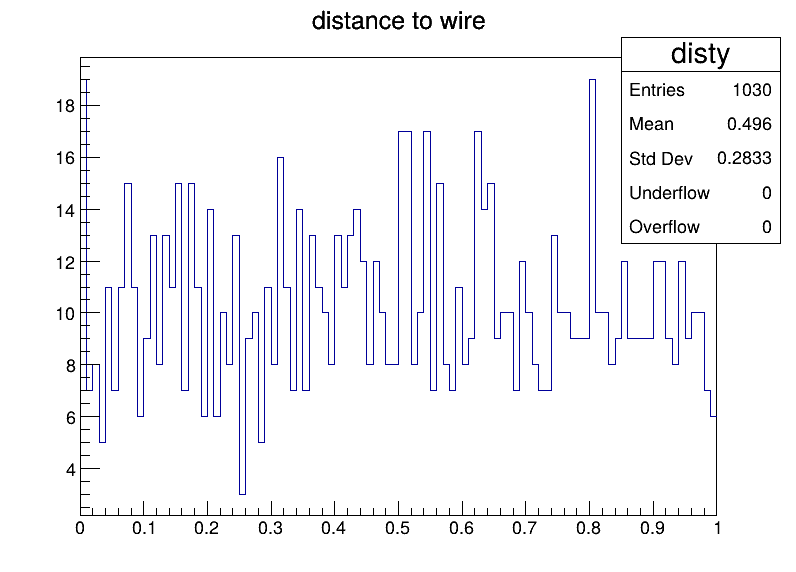 distance to wire
disty
Entries 1030
Mean 0.496
Std Dev 0.2833
Underflow 0
Overflow 0
18
16
14
12
10
8
6
4
0 0.1 0.2 0.3 0.4 0.5 0.6 0.7 0.8 0.9 1